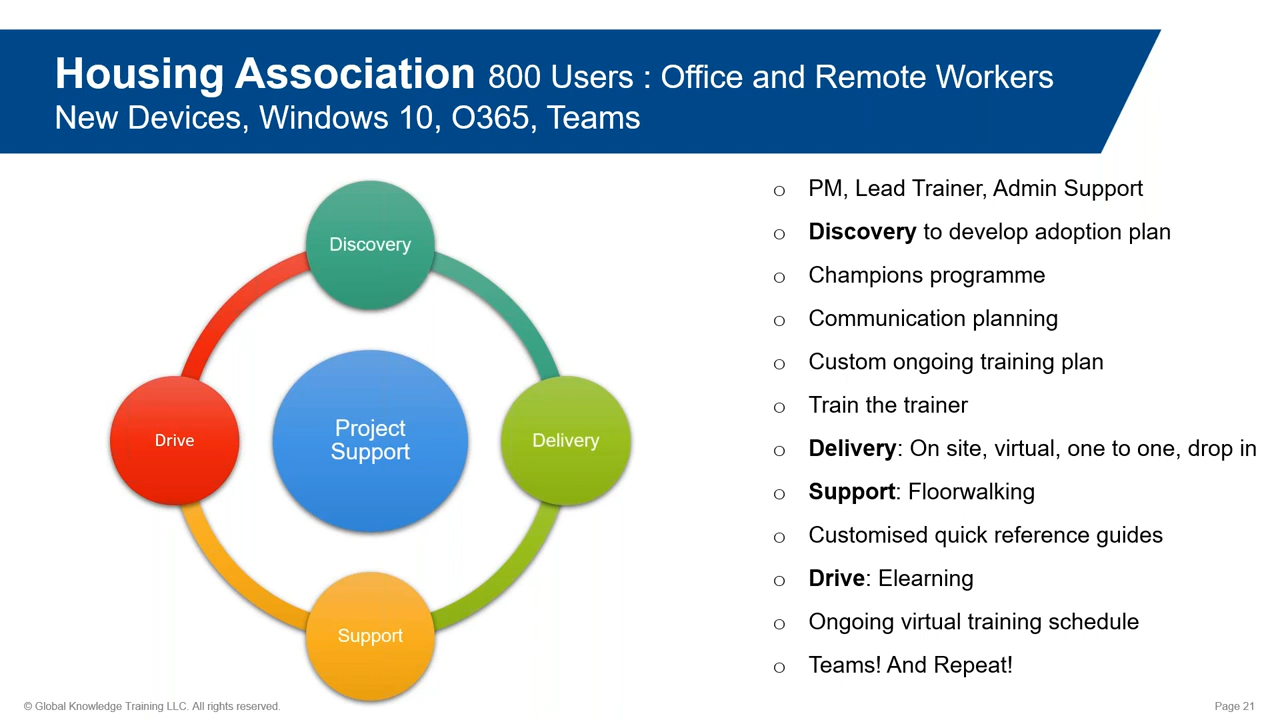 Housing Association 800 Users : Office and Remote Workers
New Devices, Windows 10, O365, Teams
Discovery
Drive
Project
Support
Delivery
Support
o PM, Lead Trainer, Admin Support
o Discovery to develop adoption plan
o Champions programme
o Communication planning
o Custom ongoing training plan
o Train the trainer
o Delivery: On site, virtual, one to one, drop in
o Support: Floorwalking
o Customised quick reference guides
o Drive: Elearning
o Ongoing virtual training schedule
o Teams! And Repeat!
© Global Knowledge Training LLC. All rights reserved.
Page 21